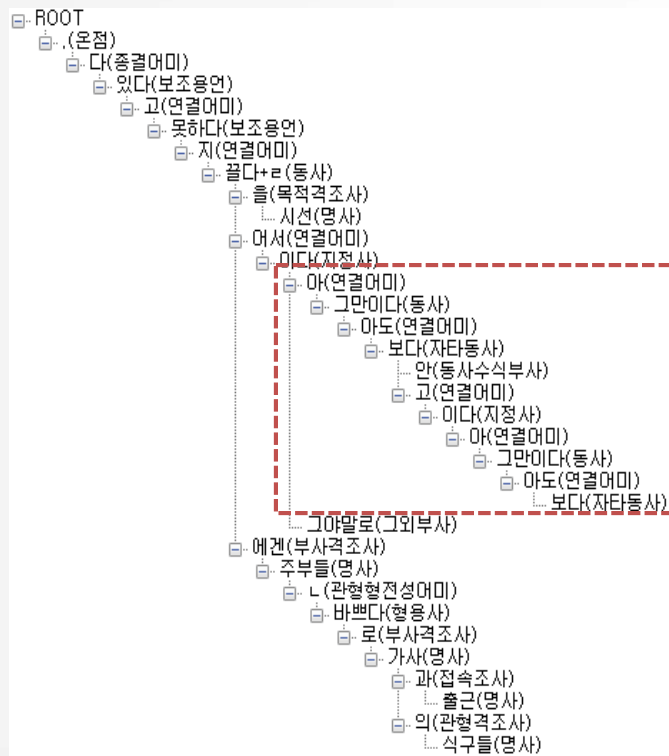 ROOT
.(온점)
다(종결어미)
있다(보조용언)
고(연결어미)
못하다(보조용언)
지(연결어미)
끌다+ㄹ(동사)
을(목적격조사)
시선(명사)
어서(연결어미)
이다(지정사)
아(연결어미)
그만이다(동사)
아도(연결어미)
보다(자타동사)
안(동사수식부사)
고(연결어미)
이다(지정사)
아(연결어미)
그만이다(동사)
아도(연결어미)
보다(자타동사)
그야말로(그외부사)
에겐(부사격조사)
주부들(명사)
ㄴ(관형형전성어미)
바쁘다(형용사)
로(부사격조사)
가사(명사)
과(접속조사)
출근(명사)
의(관형격조사)
식구들(명사)